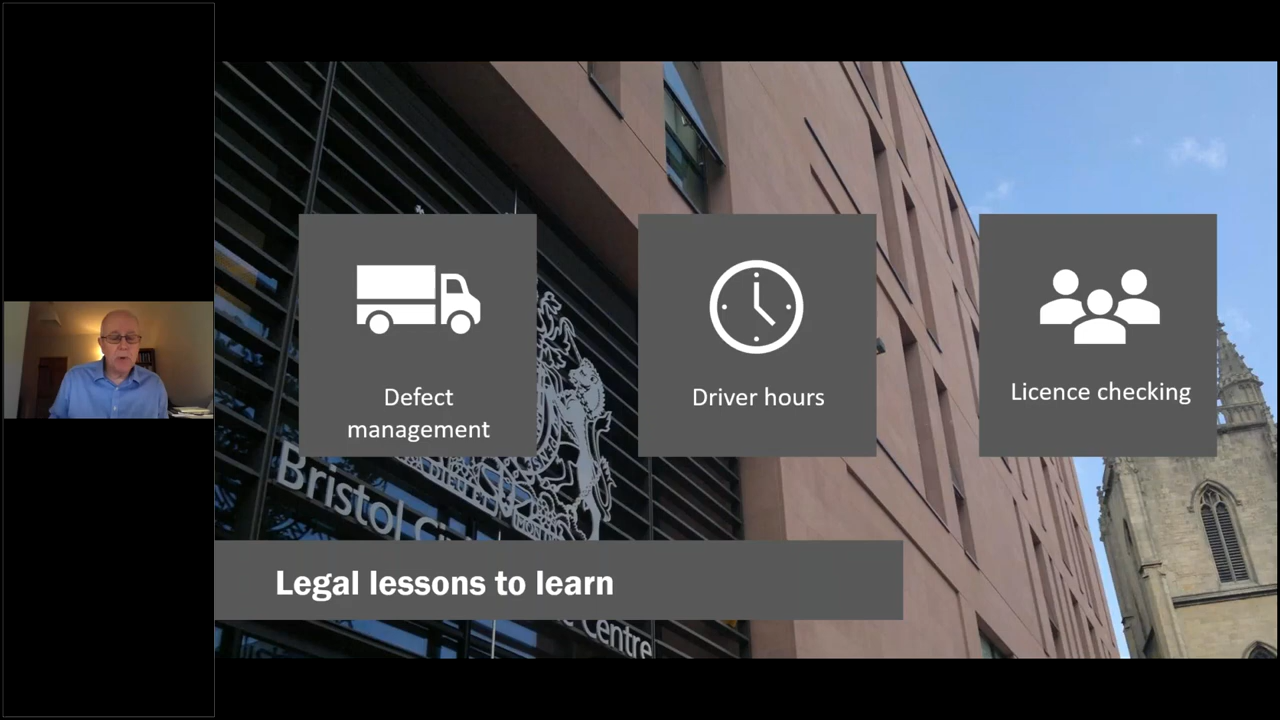 Defect
management
Driver hours
Licence checking
Bristol
Legal lessons to learn
Centre